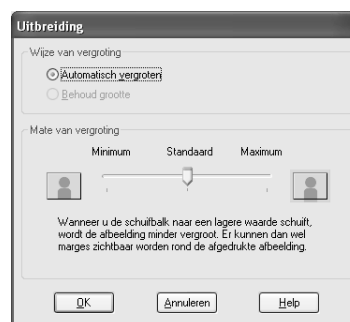 Uitbreiding
Wijze van vergroting
Automatisch vergroten
Behoud grootte
Mate van vergroting
Minimum Standaard Maximum
Wanneer u de schuifbalk naar een lagere waarde schuift,
wordt de afbeelding minder vergroot. Er kunnen dan wel
marges zichtbaar worden rond de afgedrukte afbeelding.
OK Annuleren Help